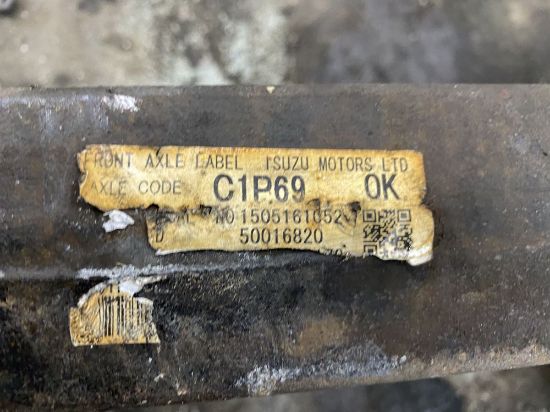 FRONT AXLE LABEL ISUZU MOTORS LTD
AXLE CODE C1P69 OK
NO 1505161052
D 50016820